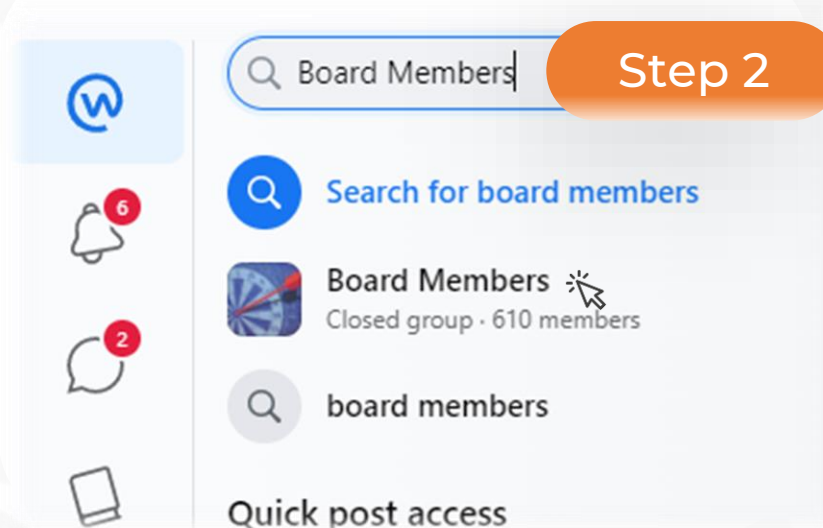 Board Members
Step 2
6
Search for board members
Board Members
Closed group · 610 members
2
board members
Quick post access